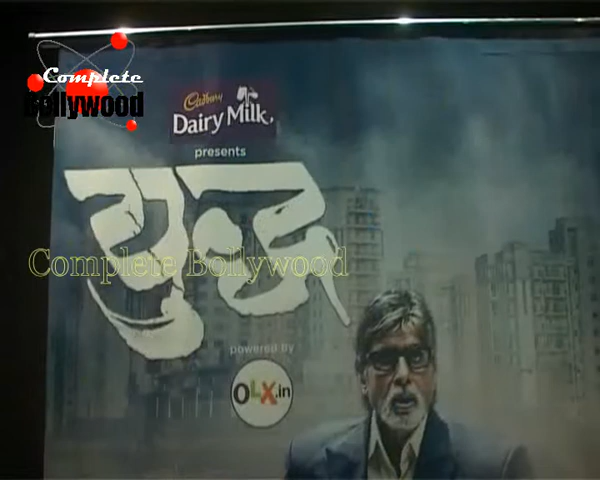 Complete
Bollywood
Cadbury
Dairy Milk
presents
युद्ध
Complete Bollywood
powered by
OLX.in